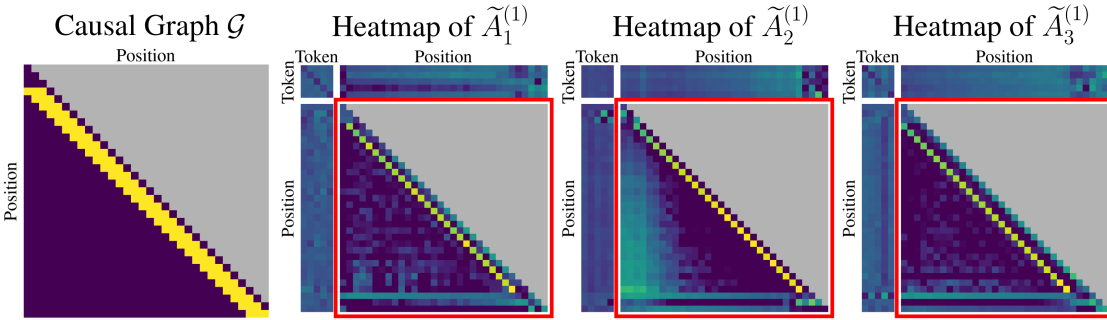 Causal Graph 𝒢
Position
Position
Heatmap of Ã₁⁽¹⁾
Token
Position
Token
Position
Heatmap of Ã₂⁽¹⁾
Token
Position
Token
Position
Heatmap of Ã₃⁽¹⁾
Token
Position
Token
Position